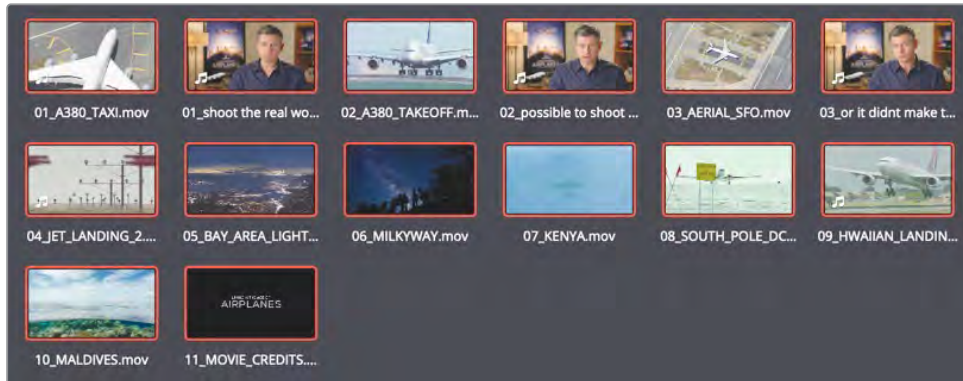 01_A380_TAXI.mov
01_shoot the real wo...
02_A380_TAKEOFF.m...
02_possible to shoot ...
03_AERIAL_SFO.mov
03_or it didnt make t...
04_JET_LANDING_2....
05_BAY_AREA_LIGHT...
06_MILKYWAY.mov
07_KENYA.mov
08_SOUTH_POLE_DC...
09_HWAIIAN_LANDIN...
AIRPLANES
10_MALDIVES.mov
11_MOVIE_CREDITS....